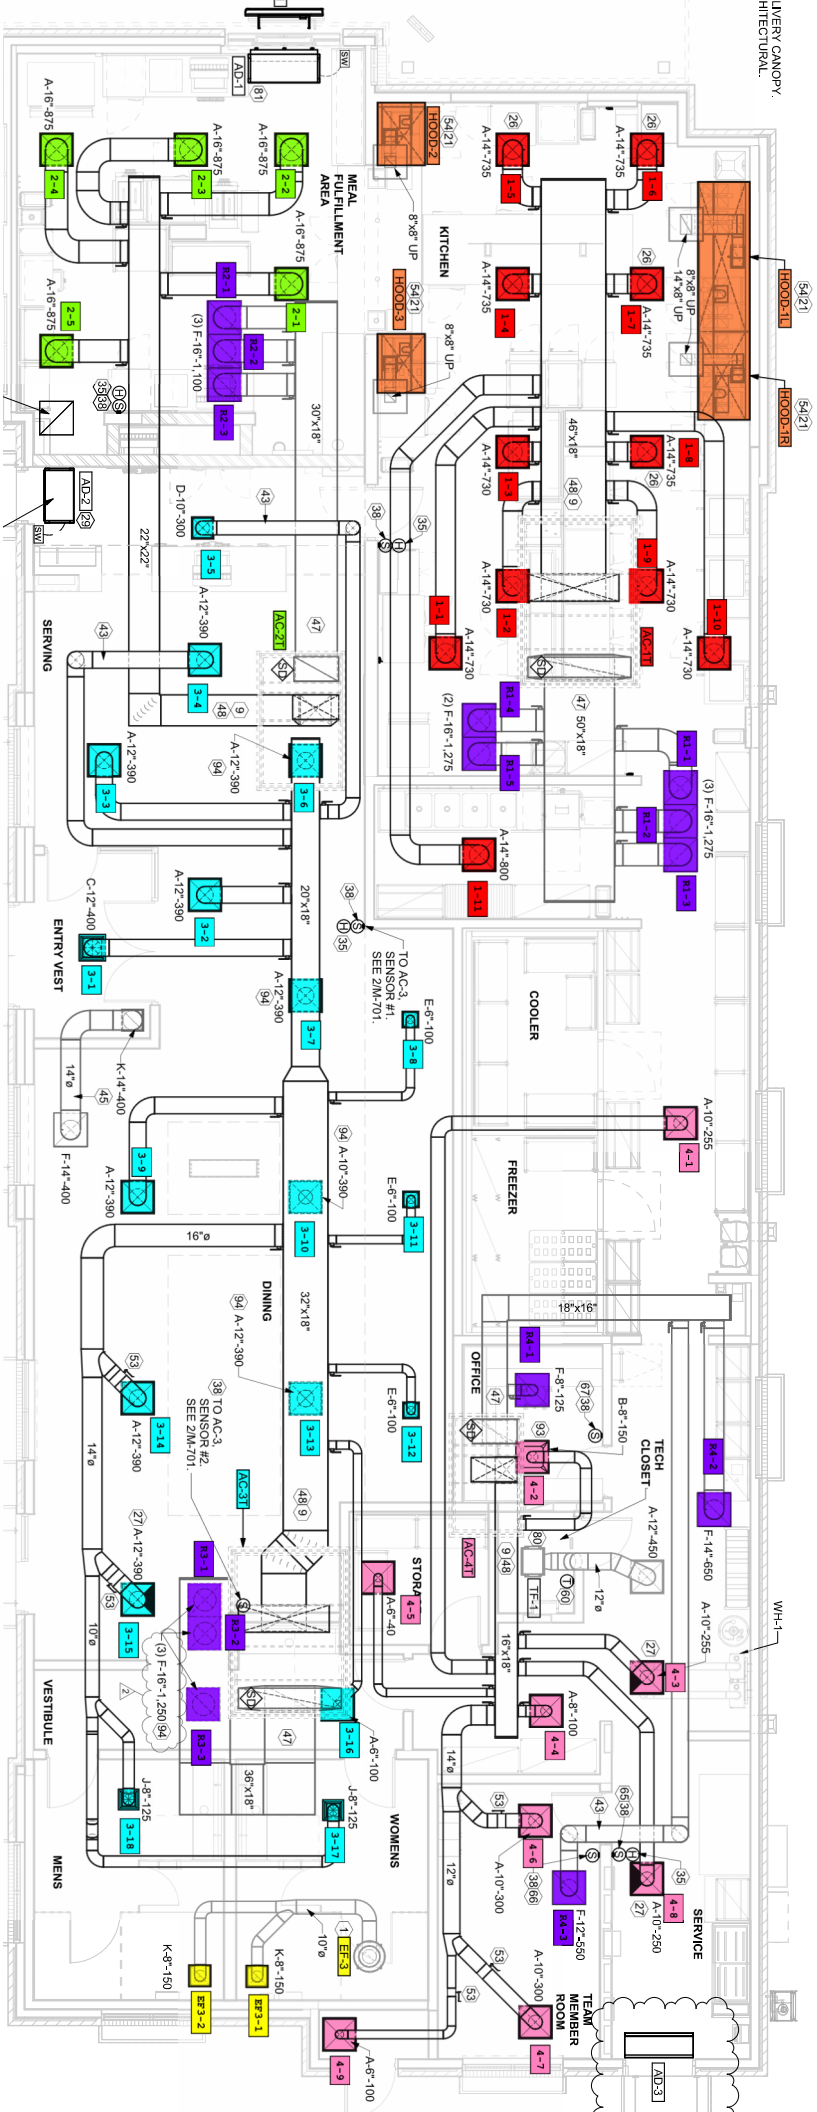 LIVERY CANOPY.
HITECTURAL.
SW
AD-1
81
A-16"-875
2-4
A-16"-875
2-3
A-16"-875
2-2
MEAL
FULFILLMENT
AREA
A-16"-875
2-1
A-16"-875
2-5
R2-1
R2-2
R2-3
(3) F-16"-1,100
30"x18"
HOOD-2
54 21
8"x8" UP
KITCHEN
HOOD-3
54 21
8"x8" UP
26
A-14"-735
1-5
26
A-14"-735
1-6
A-14"-735
1-4
26
A-14"-735
1-7
8"x8" UP
14"x8" UP
HOOD-1L
54 21
HOOD-1R
54 21
35 38
H S
AD-2
29
SW
22"x22"
D-10"-300
3-5
43
46"x18"
48 9
A-14"-730
1-3
A-14"-735
1-8
26
1-9
A-14"-730
A-14"-730
1-2
1-1
A-14"-730
1-10
A-14"-730
AC-1T
SD
38
S H
35
SERVING
43
A-12"-390
3-4
48 9
AC-2T
47
SD
A-12"-390
3-3
A-12"-390
94
3-6
R1-4
R1-5
(2) F-16"-1,275
47
50"x18"
R1-1
R1-2
R1-3
(3) F-16"-1,275
A-14"-800
1-11
C-12"-400
3-1
A-12"-390
3-2
20"x18"
38
S
H
35
TO AC-3,
SENSOR #1.
SEE 2/M-701.
ENTRY VEST
A-12"-390
94
3-7
E-6"-100
3-8
COOLER
K-14"-400
14"ø
45
F-14"-400
3-9
A-12"-390
94
A-10"-390
3-10
E-6"-100
3-11
FREEZER
A-10"-255
4-1
16"ø
DINING
32"x18"
18"x16"
94
A-12"-390
3-13
E-6"-100
3-12
53
3-14
A-12"-390
14"ø
38
TO AC-3,
SENSOR #2.
SEE 2/M-701.
AC-3T
48 9
OFFICE
R4-1
F-8"-125
47
SD
93
4-2
B-8"-150
67 38
S
TECH
CLOSET
R4-2
F-14"-650
A-12"-450
12"ø
80
TF-1
T 60
9 48
AC-4T
27
A-12"-390
53
3-15
10"ø
R3-1
R3-2
R3-3
S
(3) F-16"-1,250
94
2
4-5
A-6"-40
16"x18"
A-10"-255
27
4-3
WH-1
VESTIBULE
SD
47
3-16
A-6"-100
A-8"-100
4-4
14"ø
36"x18"
J-8"-125
3-18
J-8"-125
3-17
WOMENS
MENS
53
4-6
A-10"-300
38 66
S
65 38
S H
35
43
4-8
A-10"-250
27
R4-3
F-12"-550
SERVICE
12"ø
1
EF-3
10"ø
K-8"-150
EF3-2
K-8"-150
EF3-1
53
53
A-10"-300
4-7
TEAM
MEMBER
ROOM
4-9
A-6"-100
AD-3